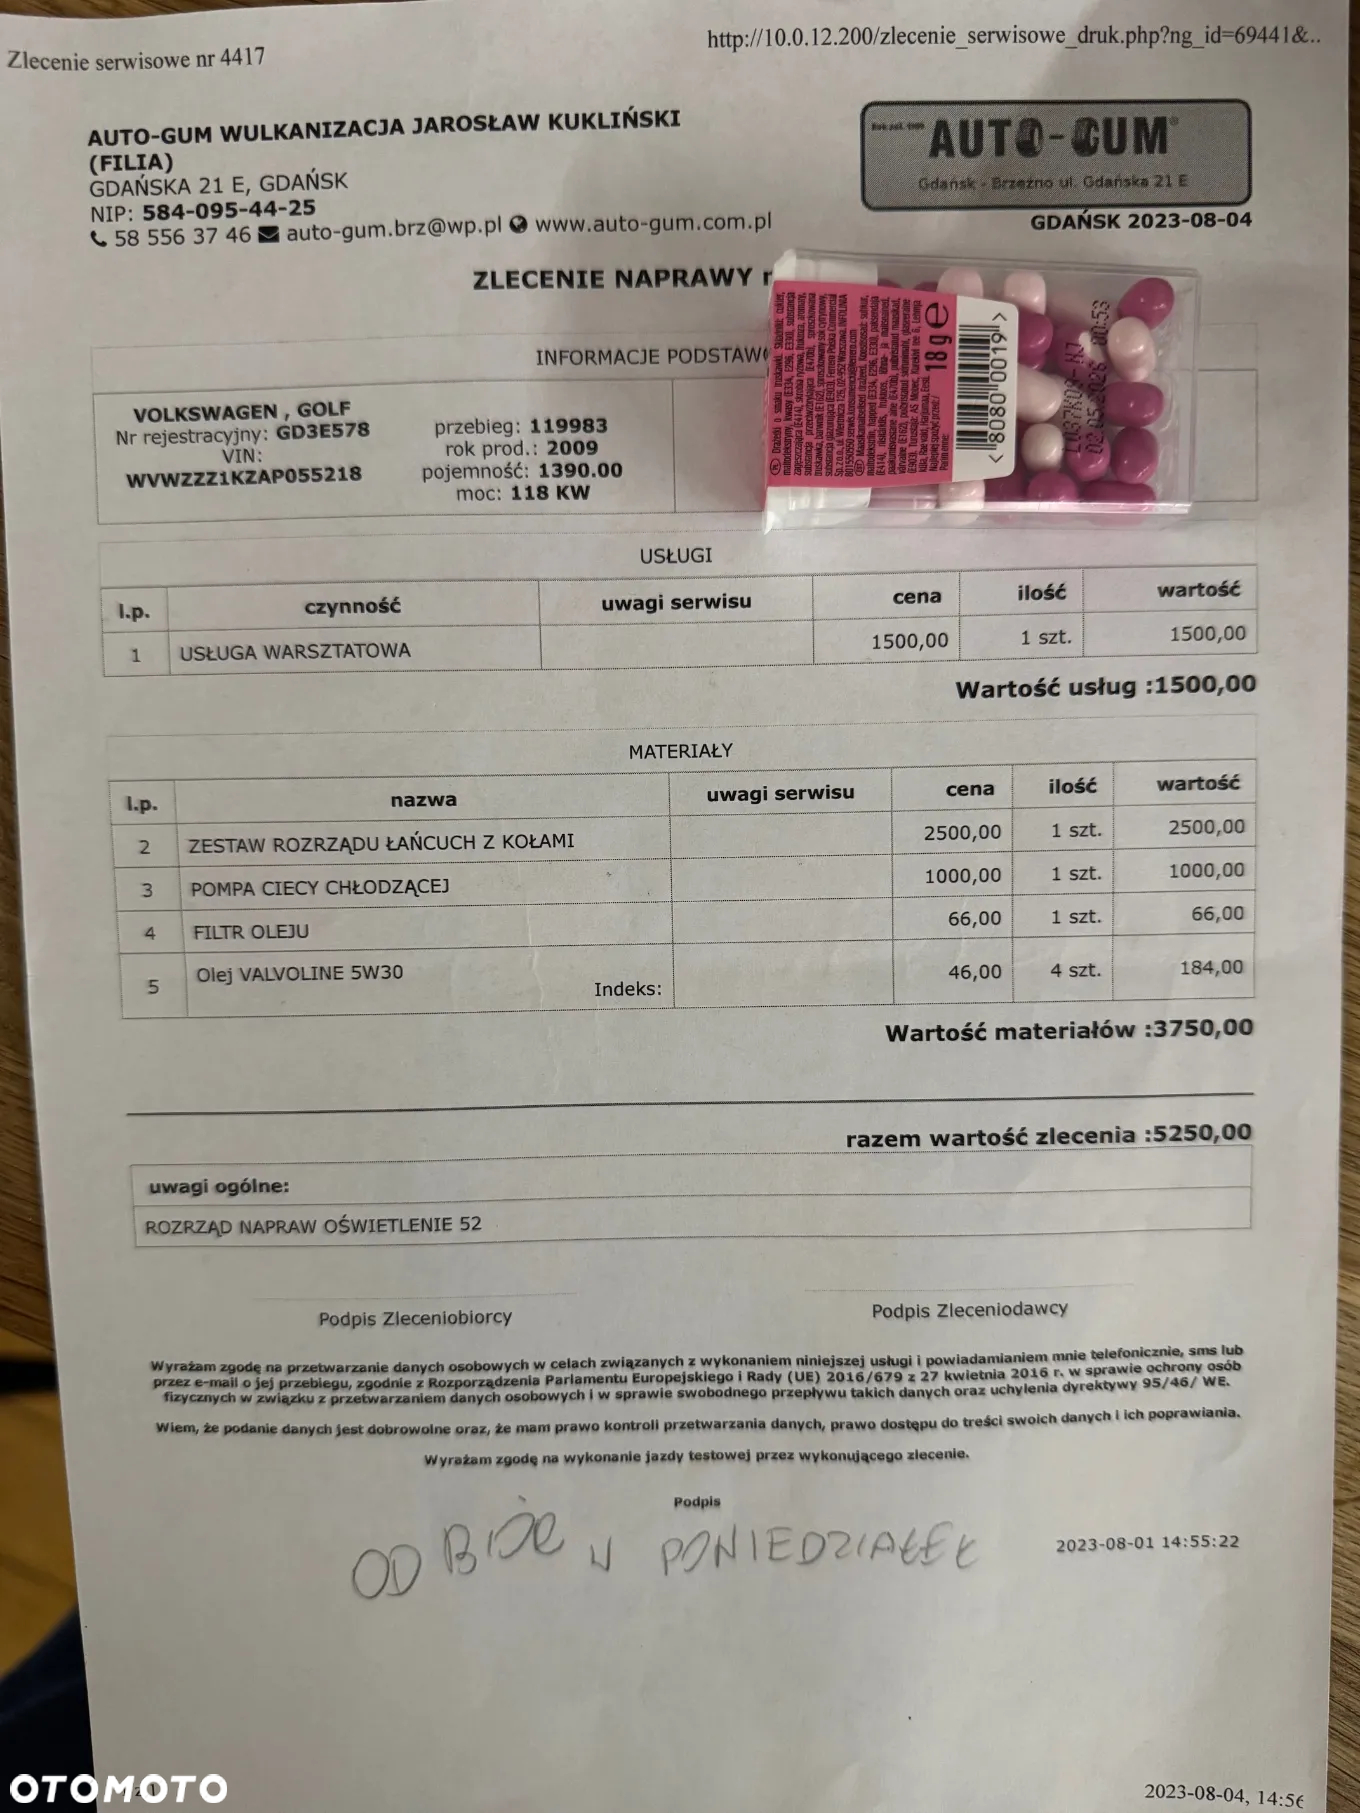 Zlecenie serwisowe nr 4417
http://10.0.12.200/zlecenie_serwisowe_druk.php?ng_id=69441&..
AUTO-GUM WULKANIZACJA JAROSŁAW KUKLIŃSKI
(FILIA)
GDAŃSKA 21 E, GDAŃSK
NIP: 584-095-44-25
58 556 37 46 auto-gum.brz@wp.pl www.auto-gum.com.pl
AUTO-GUM®
Gdańsk - Brzeźno ul. Gdańska 21 E
GDAŃSK 2023-08-04
ZLECENIE NAPRAWY
INFORMACJE PODSTAW
VOLKSWAGEN , GOLF
Nr rejestracyjny: GD3E578
VIN:
WVWZZZ1KZAP055218
przebieg: 119983
rok prod.: 2009
pojemność: 1390.00
moc: 118 KW
18 g e
80800019
L037K09-HJ
02.05.2026 00:53
USŁUGI
l.p. czynność uwagi serwisu cena ilość wartość
1 USŁUGA WARSZTATOWA 1500,00 1 szt. 1500,00
Wartość usług :1500,00
MATERIAŁY
l.p. nazwa uwagi serwisu cena ilość wartość
2 ZESTAW ROZRZĄDU ŁAŃCUCH Z KOŁAMI 2500,00 1 szt. 2500,00
3 POMPA CIECY CHŁODZĄCEJ 1000,00 1 szt. 1000,00
4 FILTR OLEJU 66,00 1 szt. 66,00
5 Olej VALVOLINE 5W30 Indeks: 46,00 4 szt. 184,00
Wartość materiałów :3750,00
razem wartość zlecenia :5250,00
uwagi ogólne:
ROZRZĄD NAPRAW OŚWIETLENIE 52
Podpis Zleceniobiorcy
Podpis Zleceniodawcy
Wyrażam zgodę na przetwarzanie danych osobowych w celach związanych z wykonaniem niniejszej usługi i powiadamianiem mnie telefonicznie, sms lub
przez e-mail o jej przebiegu, zgodnie z Rozporządzenia Parlamentu Europejskiego i Rady (UE) 2016/679 z 27 kwietnia 2016 r. w sprawie ochrony osób
fizycznych w związku z przetwarzaniem danych osobowych i w sprawie swobodnego przepływu takich danych oraz uchylenia dyrektywy 95/46/ WE.
Wiem, że podanie danych jest dobrowolne oraz, że mam prawo kontroli przetwarzania danych, prawo dostępu do treści swoich danych i ich poprawiania.
Wyrażam zgodę na wykonanie jazdy testowej przez wykonującego zlecenie.
Podpis
2023-08-01 14:55:22
ODBIÓR W PONIEDZIAŁEK
OTOMOTO
2023-08-04, 14:56